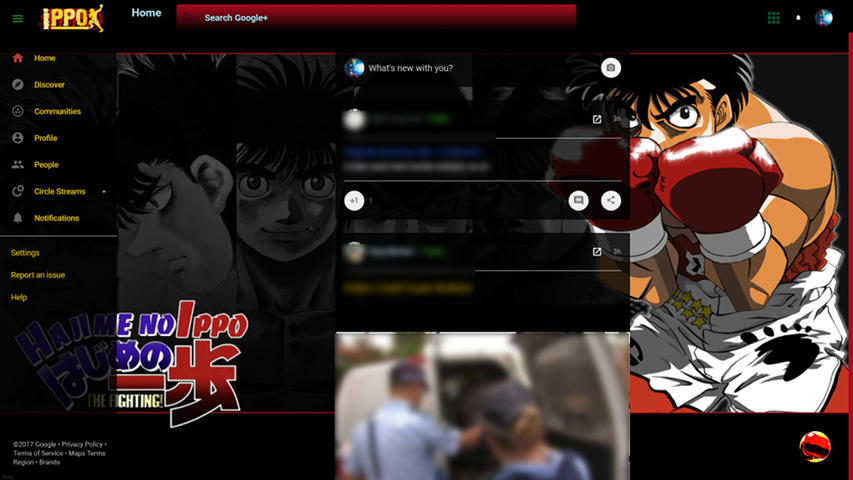 IPPO
Home
Search Google+
Home
Discover
Communities
Profile
People
Circle Streams
Notifications
Settings
Report an issue
Help
What's new with you?
3h
+1
1
3h
HAJIME NO IPPO
はじめの一歩
THE FIGHTING!
©2017 Google • Privacy Policy •
Terms of Service • Maps Terms
Region • Brands